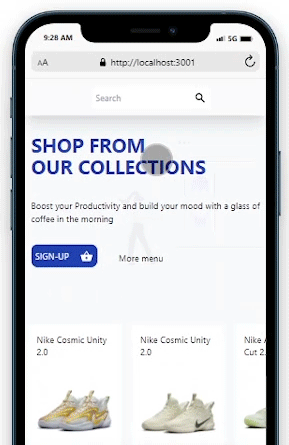 9:28 AM
5G
AA
http://localhost:3001
Search
SHOP FROM
OUR COLLECTIONS
Boost your Productivity and build your mood with a glass of
coffee in the morning
SIGN-UP
More menu
Nike Cosmic Unity
2.0
Nike Cosmic Unity
2.0
Nike A
Cut 2.